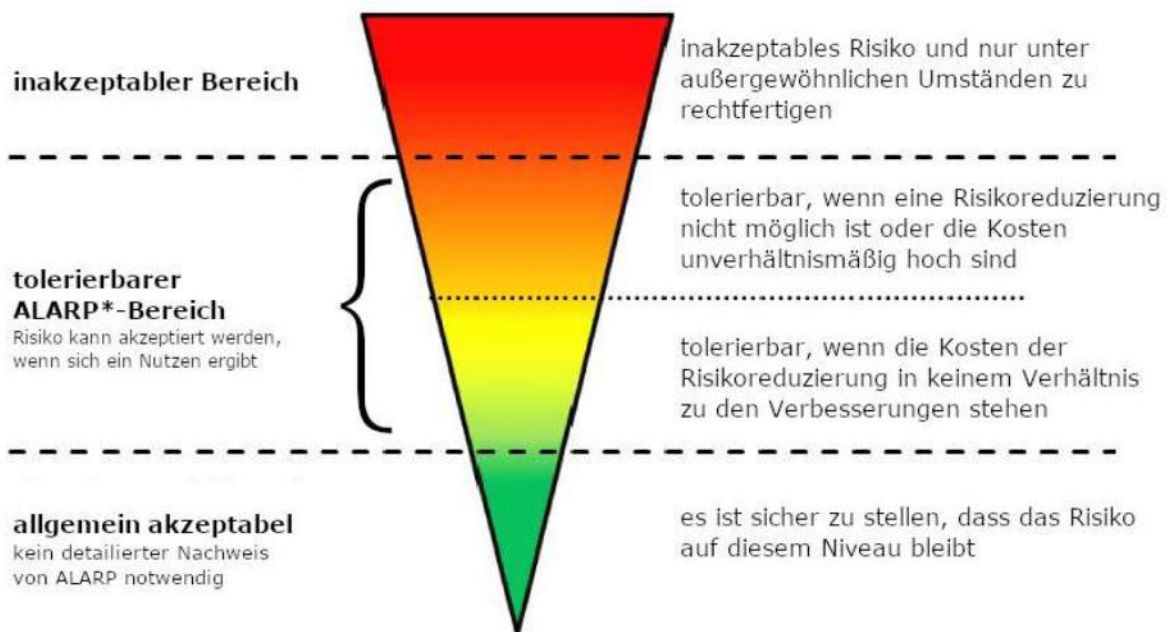 inakzeptabler Bereich
inakzeptables Risiko und nur unter
außergewöhnlichen Umständen zu
rechtfertigen
tolerierbarer
ALARP*-Bereich
Risiko kann akzeptiert werden,
wenn sich ein Nutzen ergibt
tolerierbar, wenn eine Risikoreduzierung
nicht möglich ist oder die Kosten
unverhältnismäßig hoch sind
tolerierbar, wenn die Kosten der
Risikoreduzierung in keinem Verhältnis
zu den Verbesserungen stehen
allgemein akzeptabel
kein detailierter Nachweis
von ALARP notwendig
es ist sicher zu stellen, dass das Risiko
auf diesem Niveau bleibt